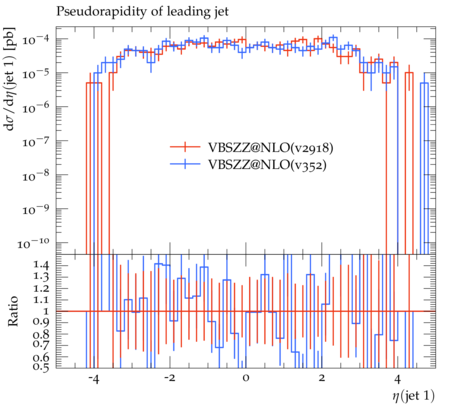 Pseudorapidity of leading jet
dσ/dη(jet 1) [pb]
10⁻⁴
10⁻⁵
10⁻⁶
10⁻⁷
10⁻⁸
10⁻⁹
10⁻¹⁰
VBSZZ@NLO(v2918)
VBSZZ@NLO(v352)
Ratio
1.4
1.3
1.2
1.1
1
0.9
0.8
0.7
0.6
0.5
-4 -2 0 2 4
η(jet 1)